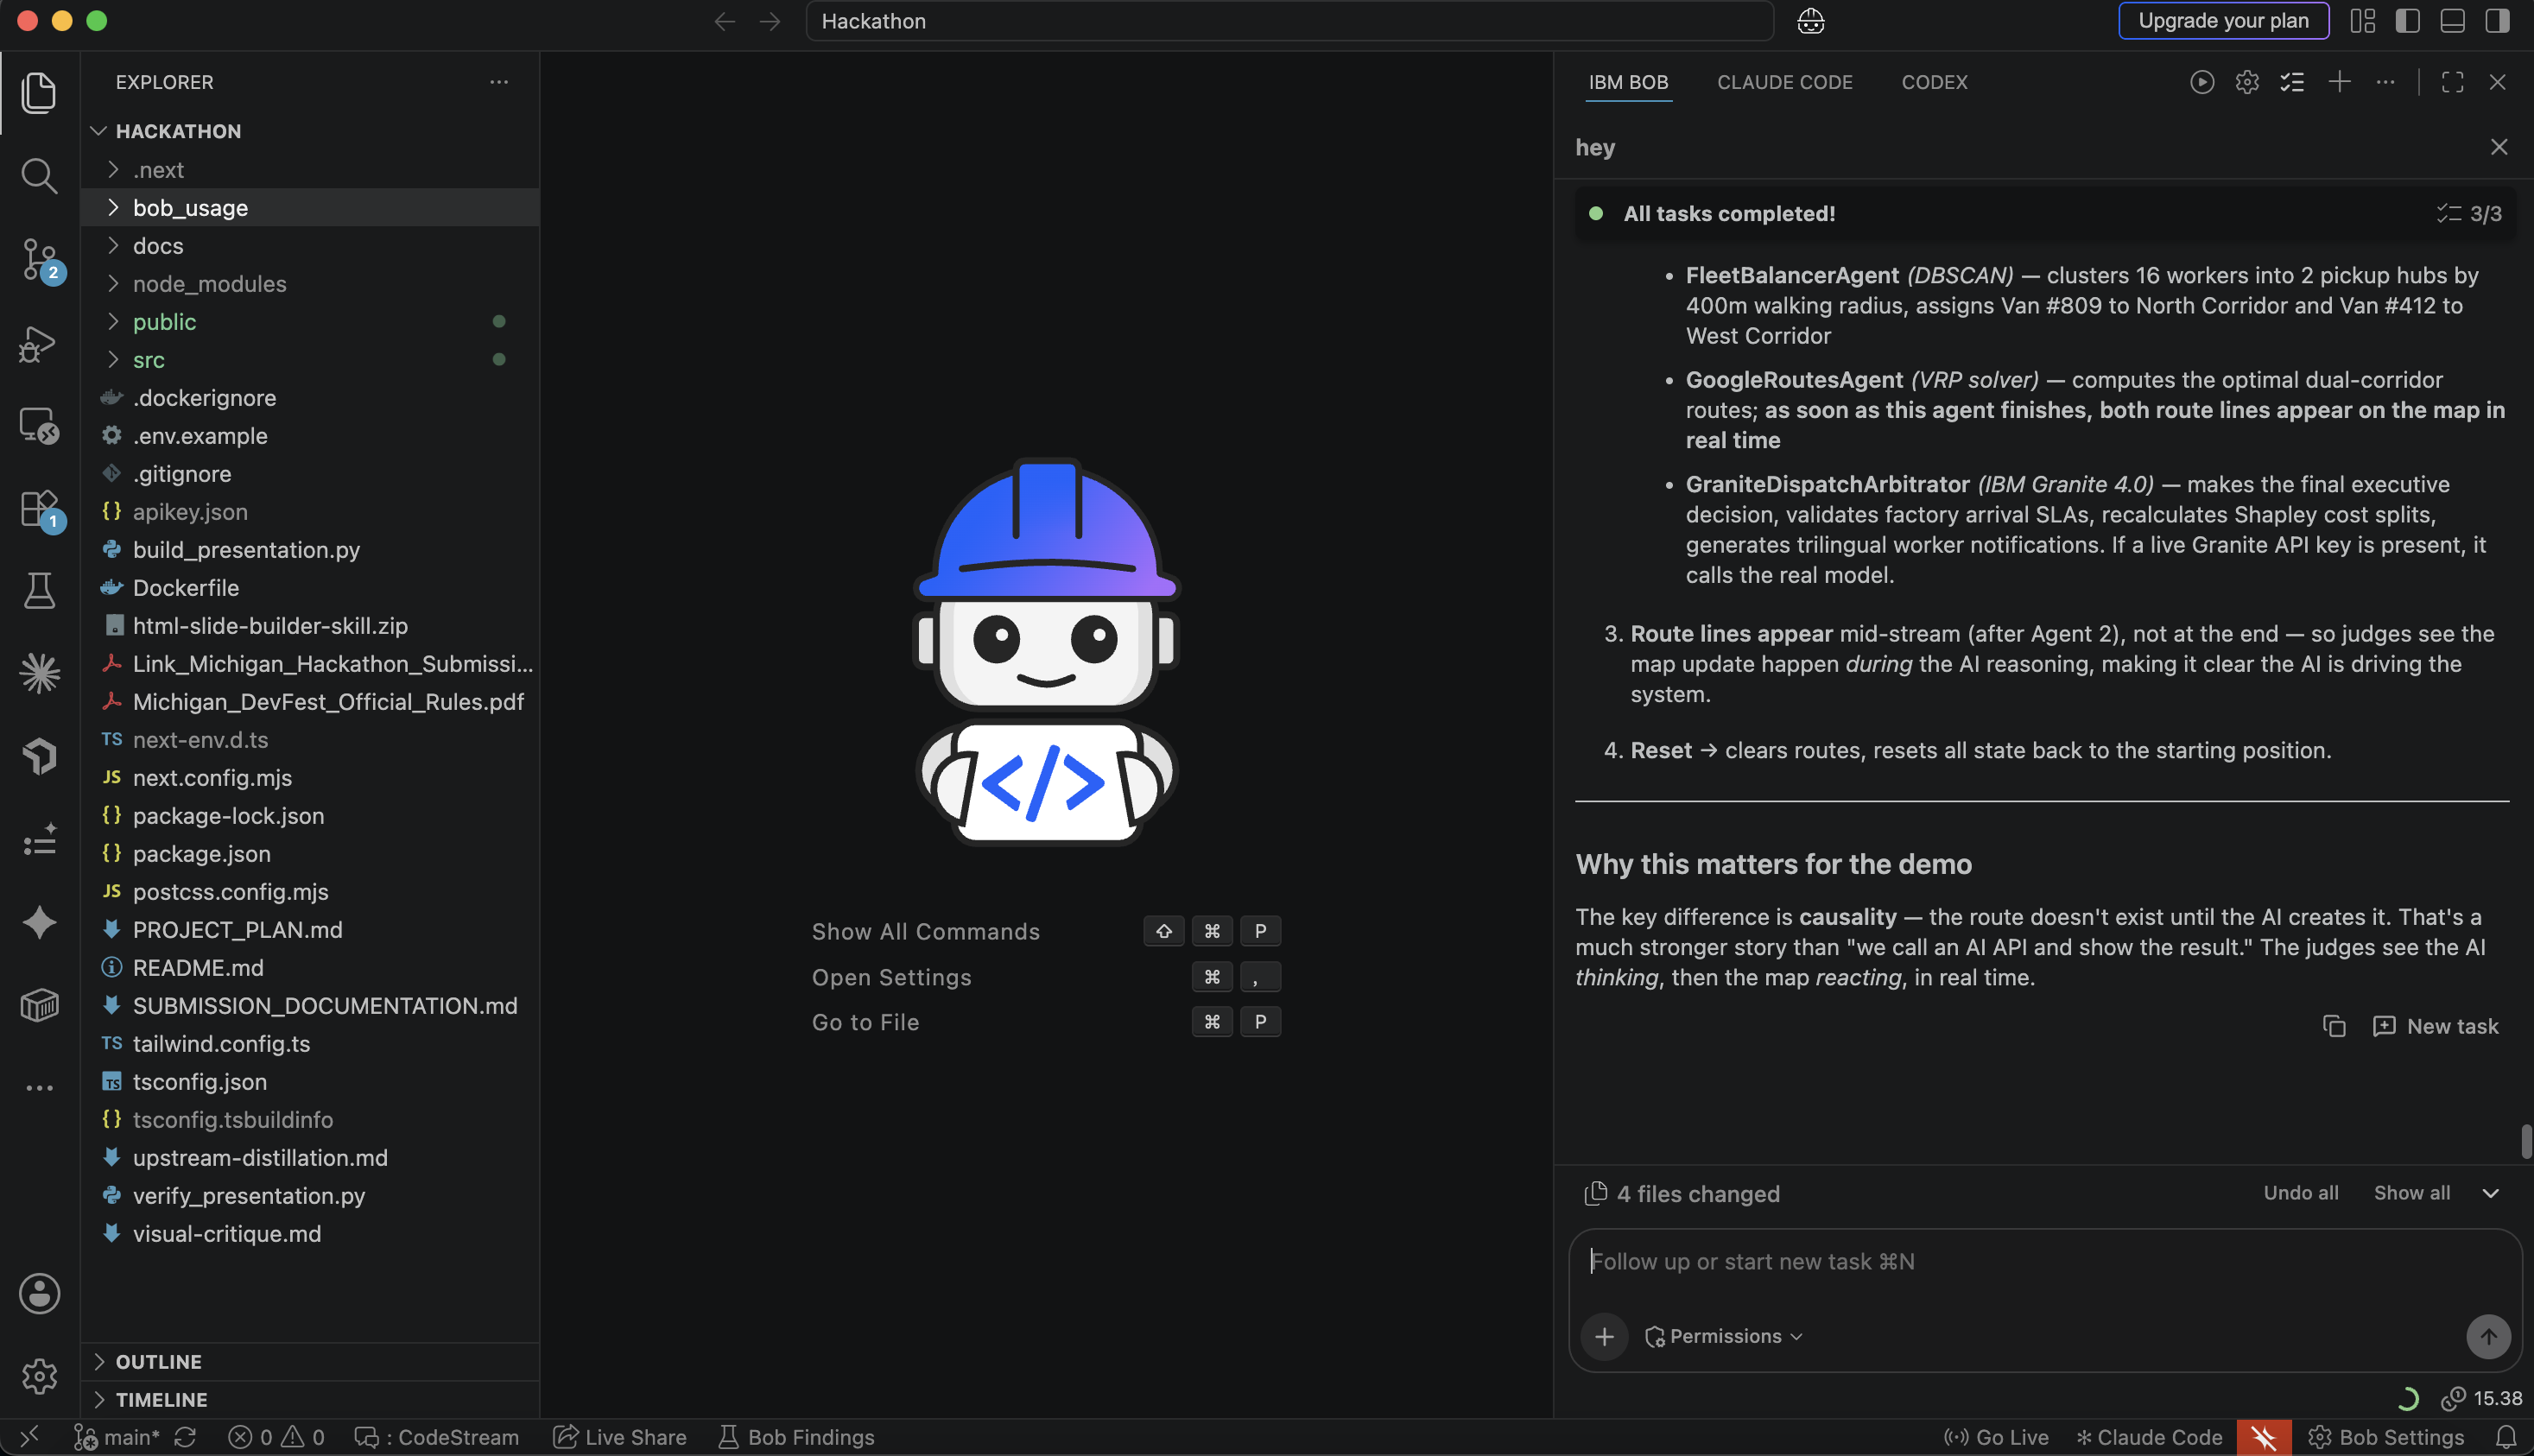 Hackathon
Upgrade your plan
EXPLORER
HACKATHON
.next
bob_usage
docs
node_modules
public
src
.dockerignore
.env.example
.gitignore
{} apikey.json
build_presentation.py
Dockerfile
html-slide-builder-skill.zip
Link_Michigan_Hackathon_Submissi...
Michigan_DevFest_Official_Rules.pdf
TS next-env.d.ts
JS next.config.mjs
{} package-lock.json
{} package.json
JS postcss.config.mjs
PROJECT_PLAN.md
README.md
SUBMISSION_DOCUMENTATION.md
TS tailwind.config.ts
TS tsconfig.json
{} tsconfig.tsbuildinfo
upstream-distillation.md
verify_presentation.py
visual-critique.md
OUTLINE
TIMELINE
2
1
</>
Show All Commands ⇧ ⌘ P
Open Settings ⌘ ,
Go to File ⌘ P
IBM BOB CLAUDE CODE CODEX
hey
All tasks completed! 3/3
• FleetBalancerAgent (DBSCAN) — clusters 16 workers into 2 pickup hubs by
400m walking radius, assigns Van #809 to North Corridor and Van #412 to
West Corridor
• GoogleRoutesAgent (VRP solver) — computes the optimal dual-corridor
routes; as soon as this agent finishes, both route lines appear on the map in
real time
• GraniteDispatchArbitrator (IBM Granite 4.0) — makes the final executive
decision, validates factory arrival SLAs, recalculates Shapley cost splits,
generates trilingual worker notifications. If a live Granite API key is present, it
calls the real model.
3. Route lines appear mid-stream (after Agent 2), not at the end — so judges see the
map update happen during the AI reasoning, making it clear the AI is driving the
system.
4. Reset → clears routes, resets all state back to the starting position.
Why this matters for the demo
The key difference is causality — the route doesn't exist until the AI creates it. That's a
much stronger story than "we call an AI API and show the result." The judges see the AI
thinking, then the map reacting, in real time.
New task
4 files changed Undo all Show all
Follow up or start new task ⌘N
Permissions
15.38
main* 0 0 : CodeStream Live Share Bob Findings Go Live Claude Code Bob Settings